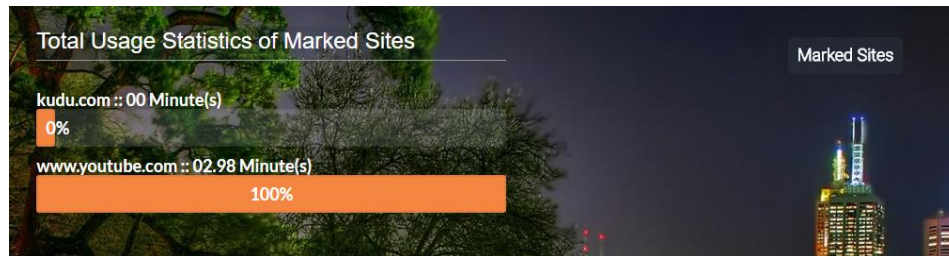 Total Usage Statistics of Marked Sites
Marked Sites
kudu.com :: 00 Minute(s)
0%
www.youtube.com :: 02.98 Minute(s)
100%